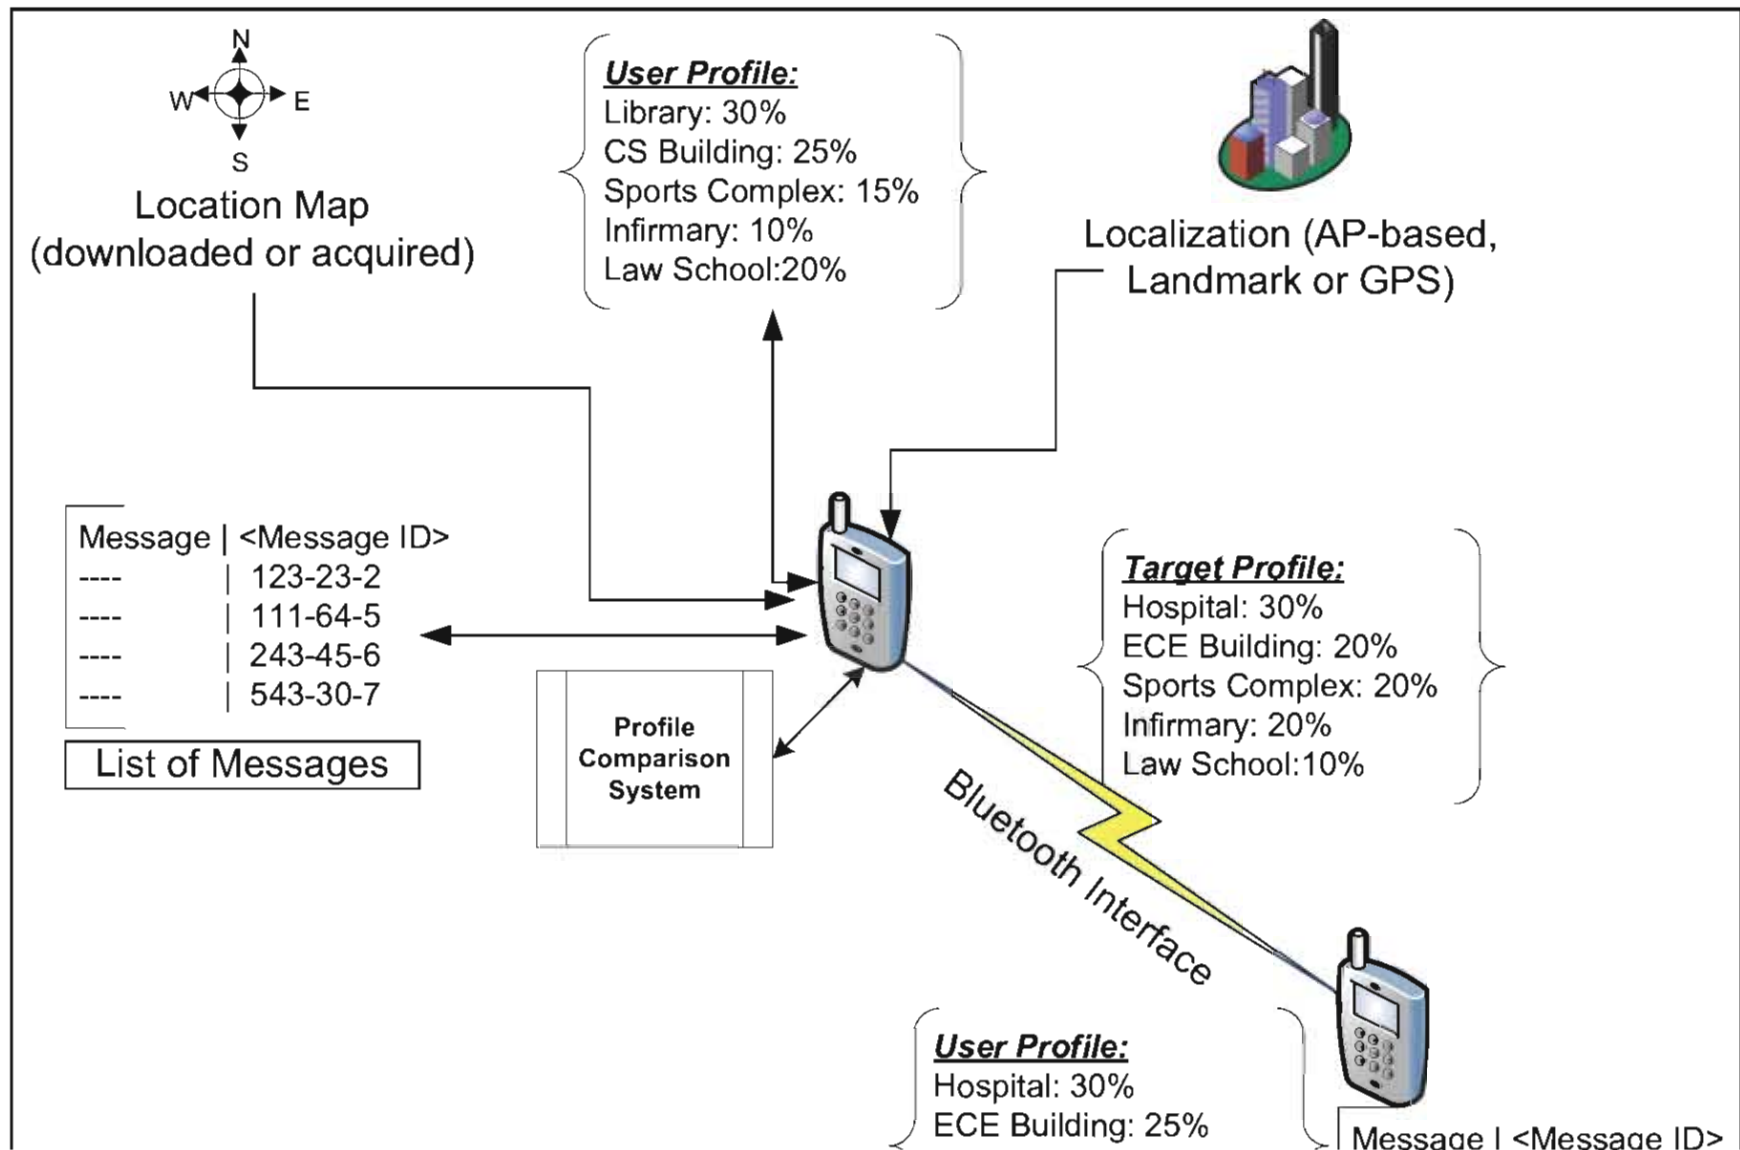 N
W E
S
Location Map
(downloaded or acquired)
User Profile:
Library: 30%
CS Building: 25%
Sports Complex: 15%
Infirmary: 10%
Law School:20%
Localization (AP-based,
Landmark or GPS)
Message | <Message ID>
---- | 123-23-2
---- | 111-64-5
---- | 243-45-6
---- | 543-30-7
List of Messages
Profile
Comparison
System
Target Profile:
Hospital: 30%
ECE Building: 20%
Sports Complex: 20%
Infirmary: 20%
Law School:10%
Bluetooth Interface
User Profile:
Hospital: 30%
ECE Building: 25%
Message | <Message ID>